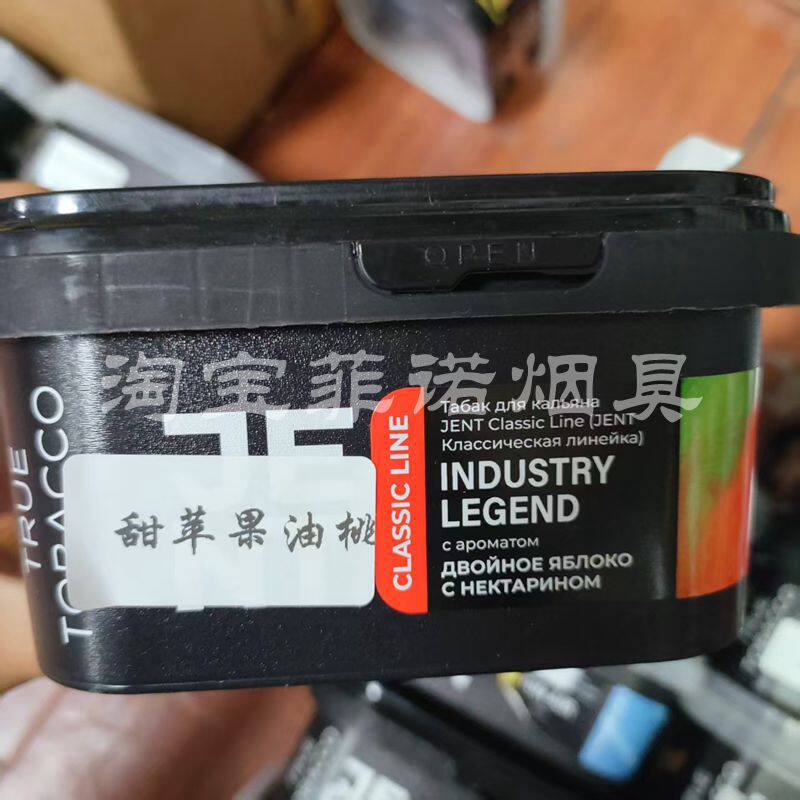 OPEN
淘宝菲诺烟具
TRUE
TOBACCO
JE
甜苹果油桃
CLASSIC LINE
Табак для кальяна
JENT Classic Line (JENT
Классическая линейка)
INDUSTRY
LEGEND
с ароматом
ДВОЙНОЕ ЯБЛОКО
С НЕКТАРИНОМ